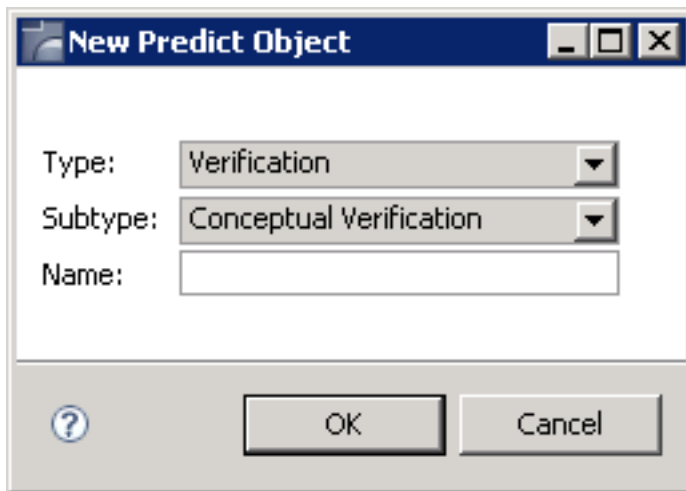 New Predict Object
Type: Verification
Subtype: Conceptual Verification
Name:
? OK Cancel